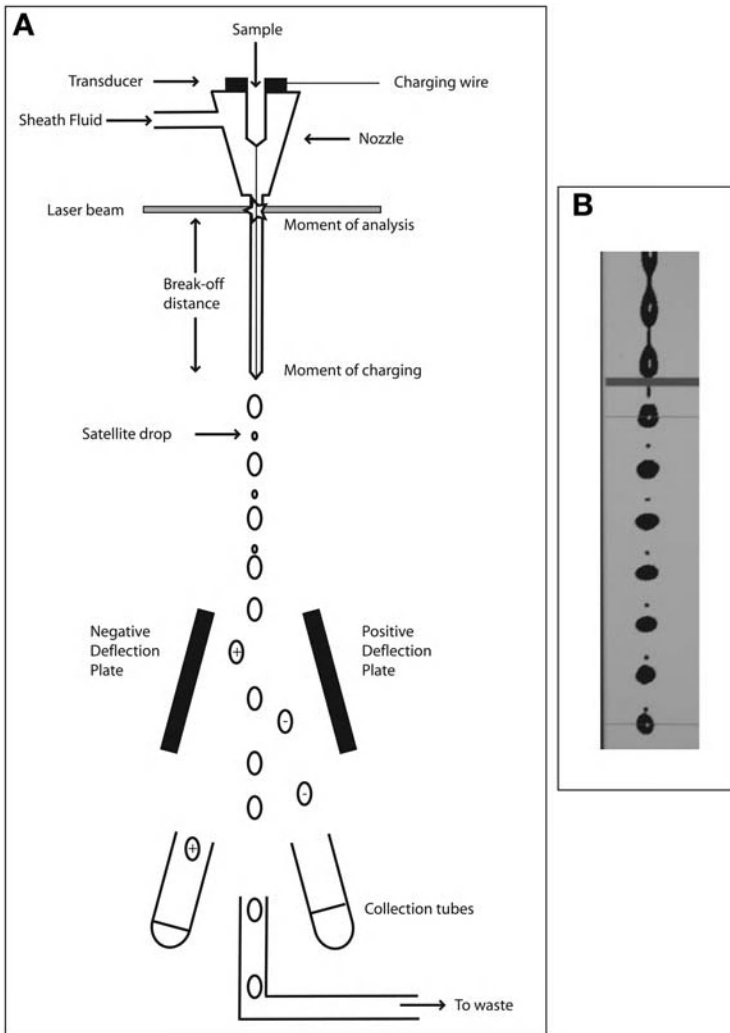 A
Sample
Transducer
Charging wire
Sheath Fluid
Nozzle
Laser beam
Moment of analysis
Break-off
distance
Moment of charging
Satellite drop
Negative
Deflection
Plate
Positive
Deflection
Plate
+
-
-
+
Collection tubes
To waste
B